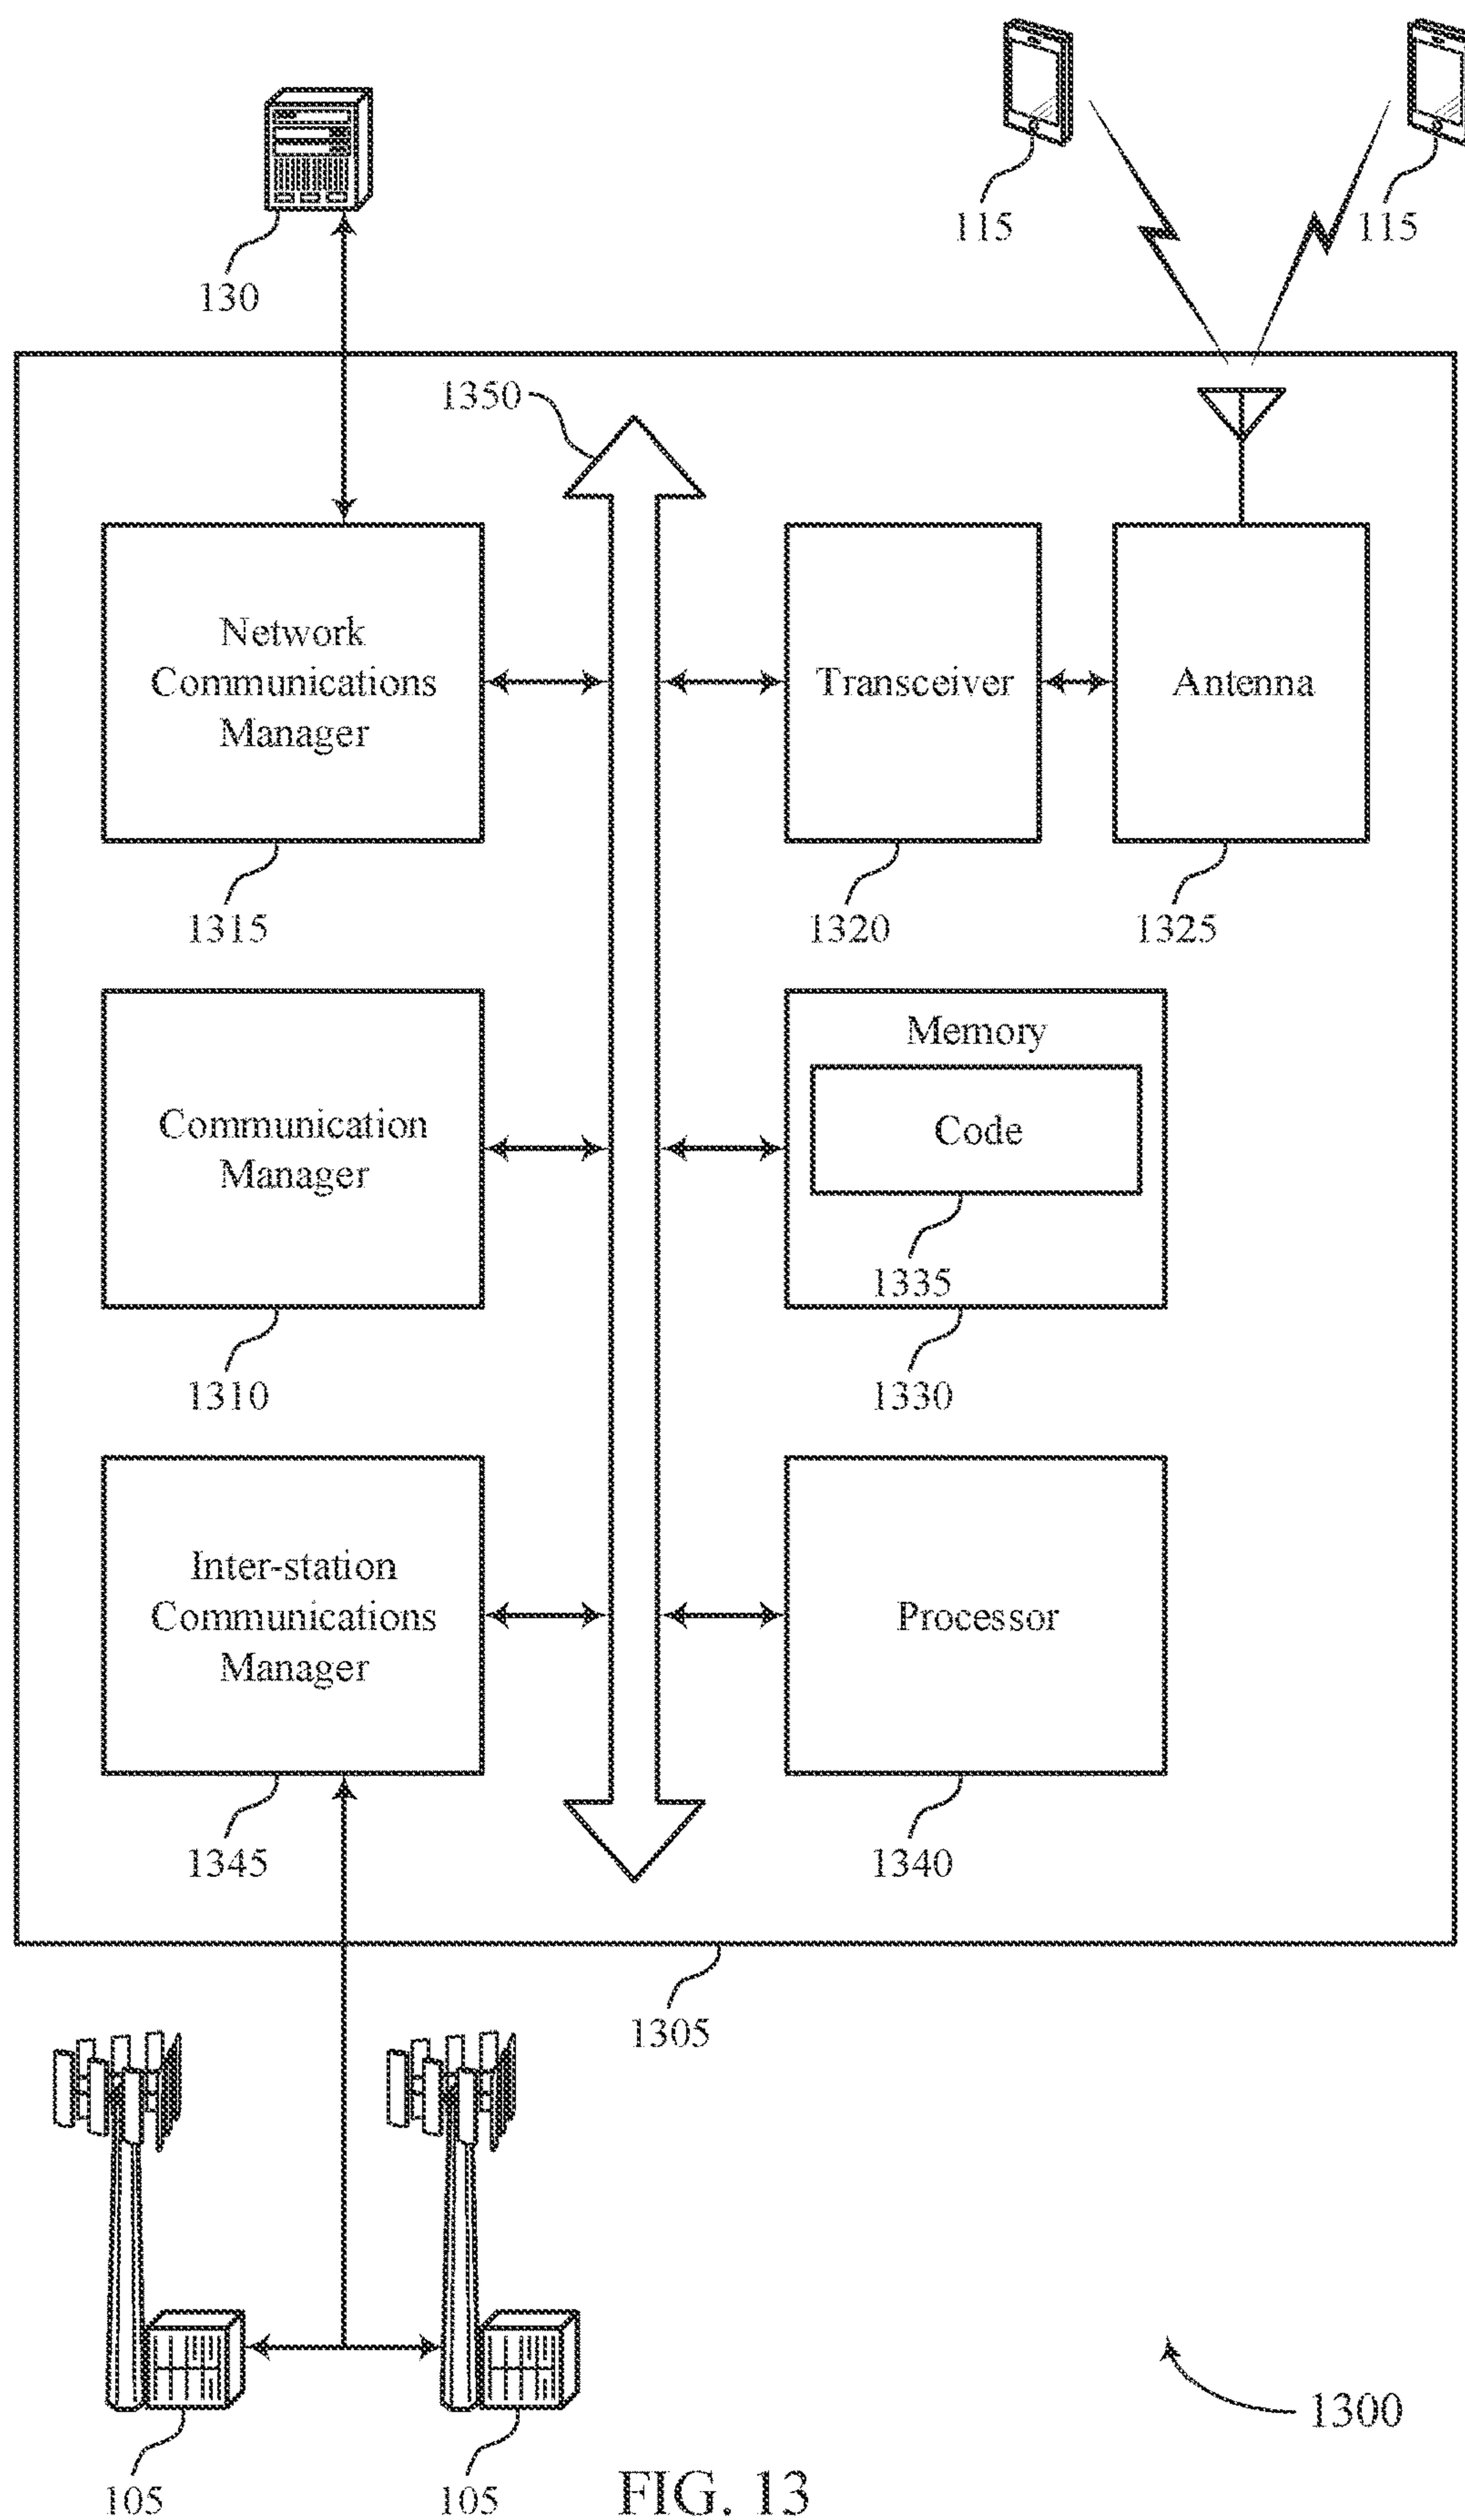 115
115
130
1350
Network
Communications
Manager
Transceiver
Antenna
1315
1320
1325
Communication
Manager
Memory
Code
1335
1310
1330
Inter-station
Communications
Manager
Processor
1345
1340
1305
1300
105
105
FIG. 13